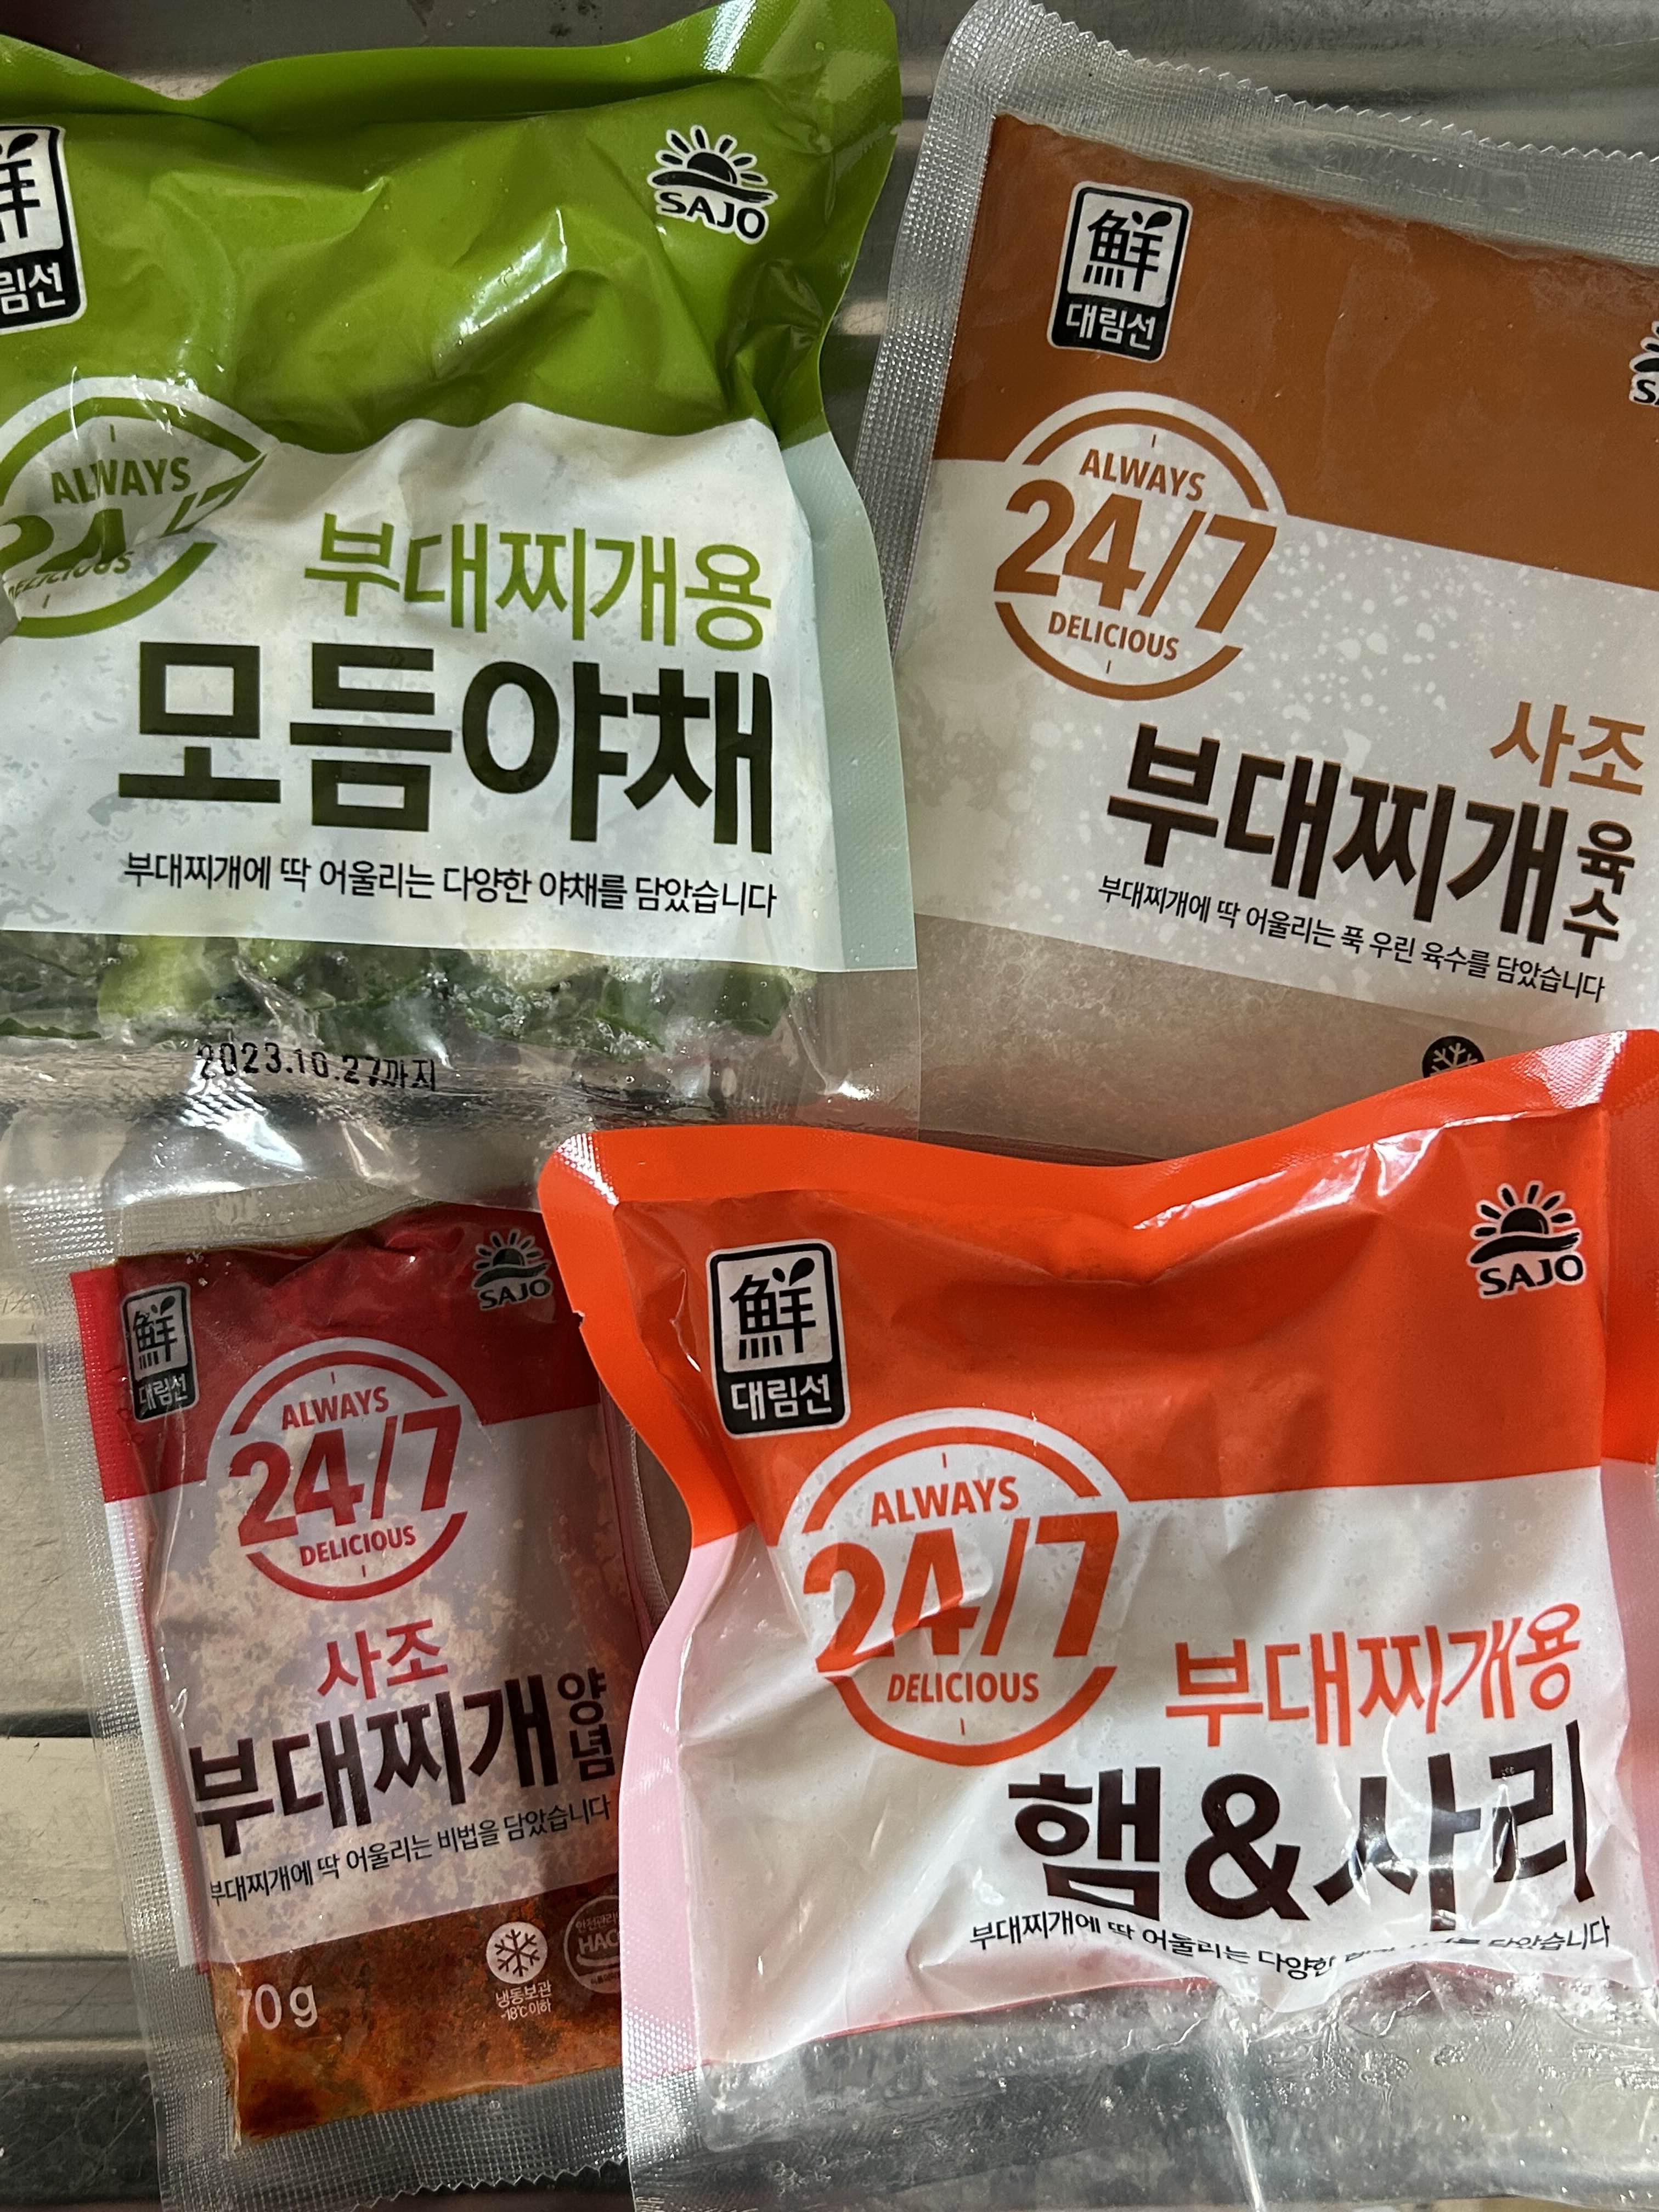 鮮
림선
SAJO
ALWAYS
24/7
DELICIOUS
부대찌개용
모듬야채
부대찌개에 딱 어울리는 다양한 야채를 담았습니다
2023.10.27까지
鮮
대림선
ALWAYS
24/7
DELICIOUS
사조
부대찌개 육수
부대찌개에 딱 어울리는 푹 우린 육수를 담았습니다
鮮
대림선
SAJO
ALWAYS
24/7
DELICIOUS
사조
부대찌개 양념
부대찌개에 딱 어울리는 비법을 담았습니다
70g
냉동보관
-18℃이하
鮮
대림선
SAJO
ALWAYS
24/7
DELICIOUS
부대찌개용
햄&사리
부대찌개에 딱 어울리는 다양한 담았습니다